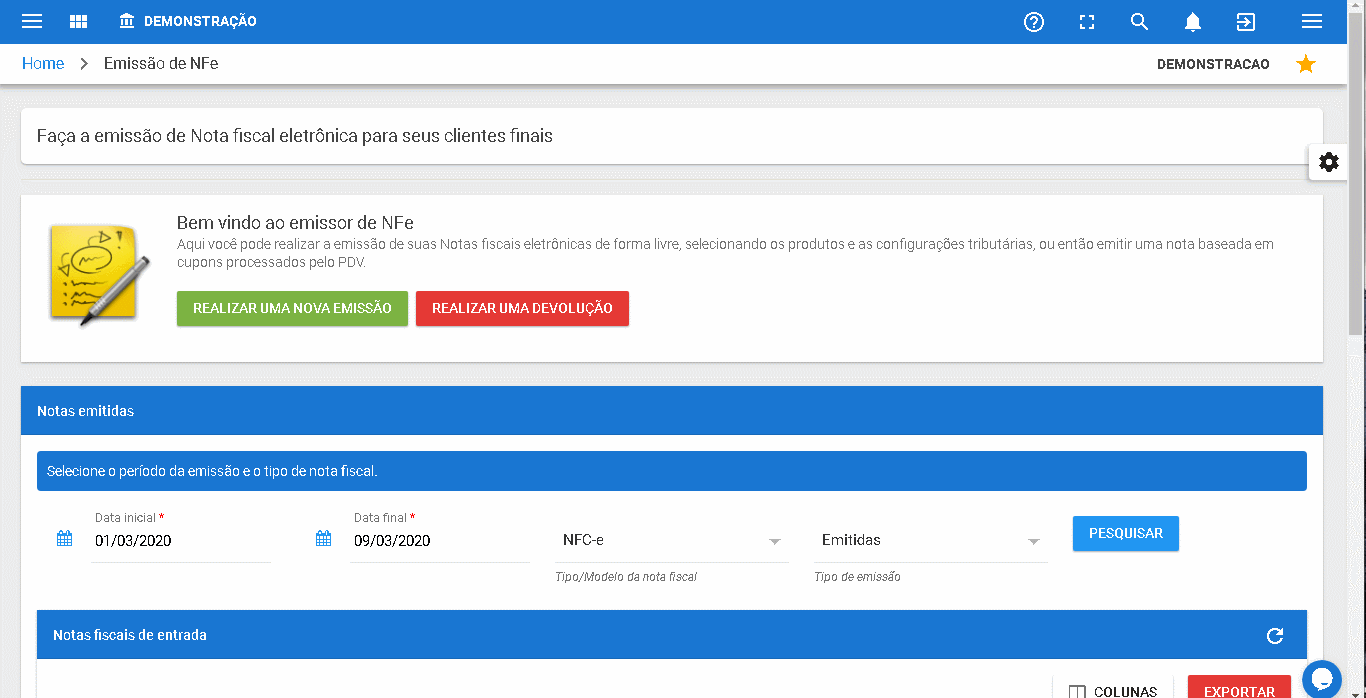 DEMONSTRAÇÃO
Home > Emissão de NFe
DEMONSTRACAO
Faça a emissão de Nota fiscal eletrônica para seus clientes finais
Bem vindo ao emissor de NFe
Aqui você pode realizar a emissão de suas Notas fiscais eletrônicas de forma livre, selecionando os produtos e as configurações tributárias, ou então emitir uma nota baseada em
cupons processados pelo PDV.
REALIZAR UMA NOVA EMISSÃO REALIZAR UMA DEVOLUÇÃO
Notas emitidas
Selecione o período da emissão e o tipo de nota fiscal.
Data inicial * Data final *
01/03/2020 09/03/2020 NFC-e Emitidas PESQUISAR
Tipo/Modelo da nota fiscal Tipo de emissão
Notas fiscais de entrada
COLUNAS EXPORTAR